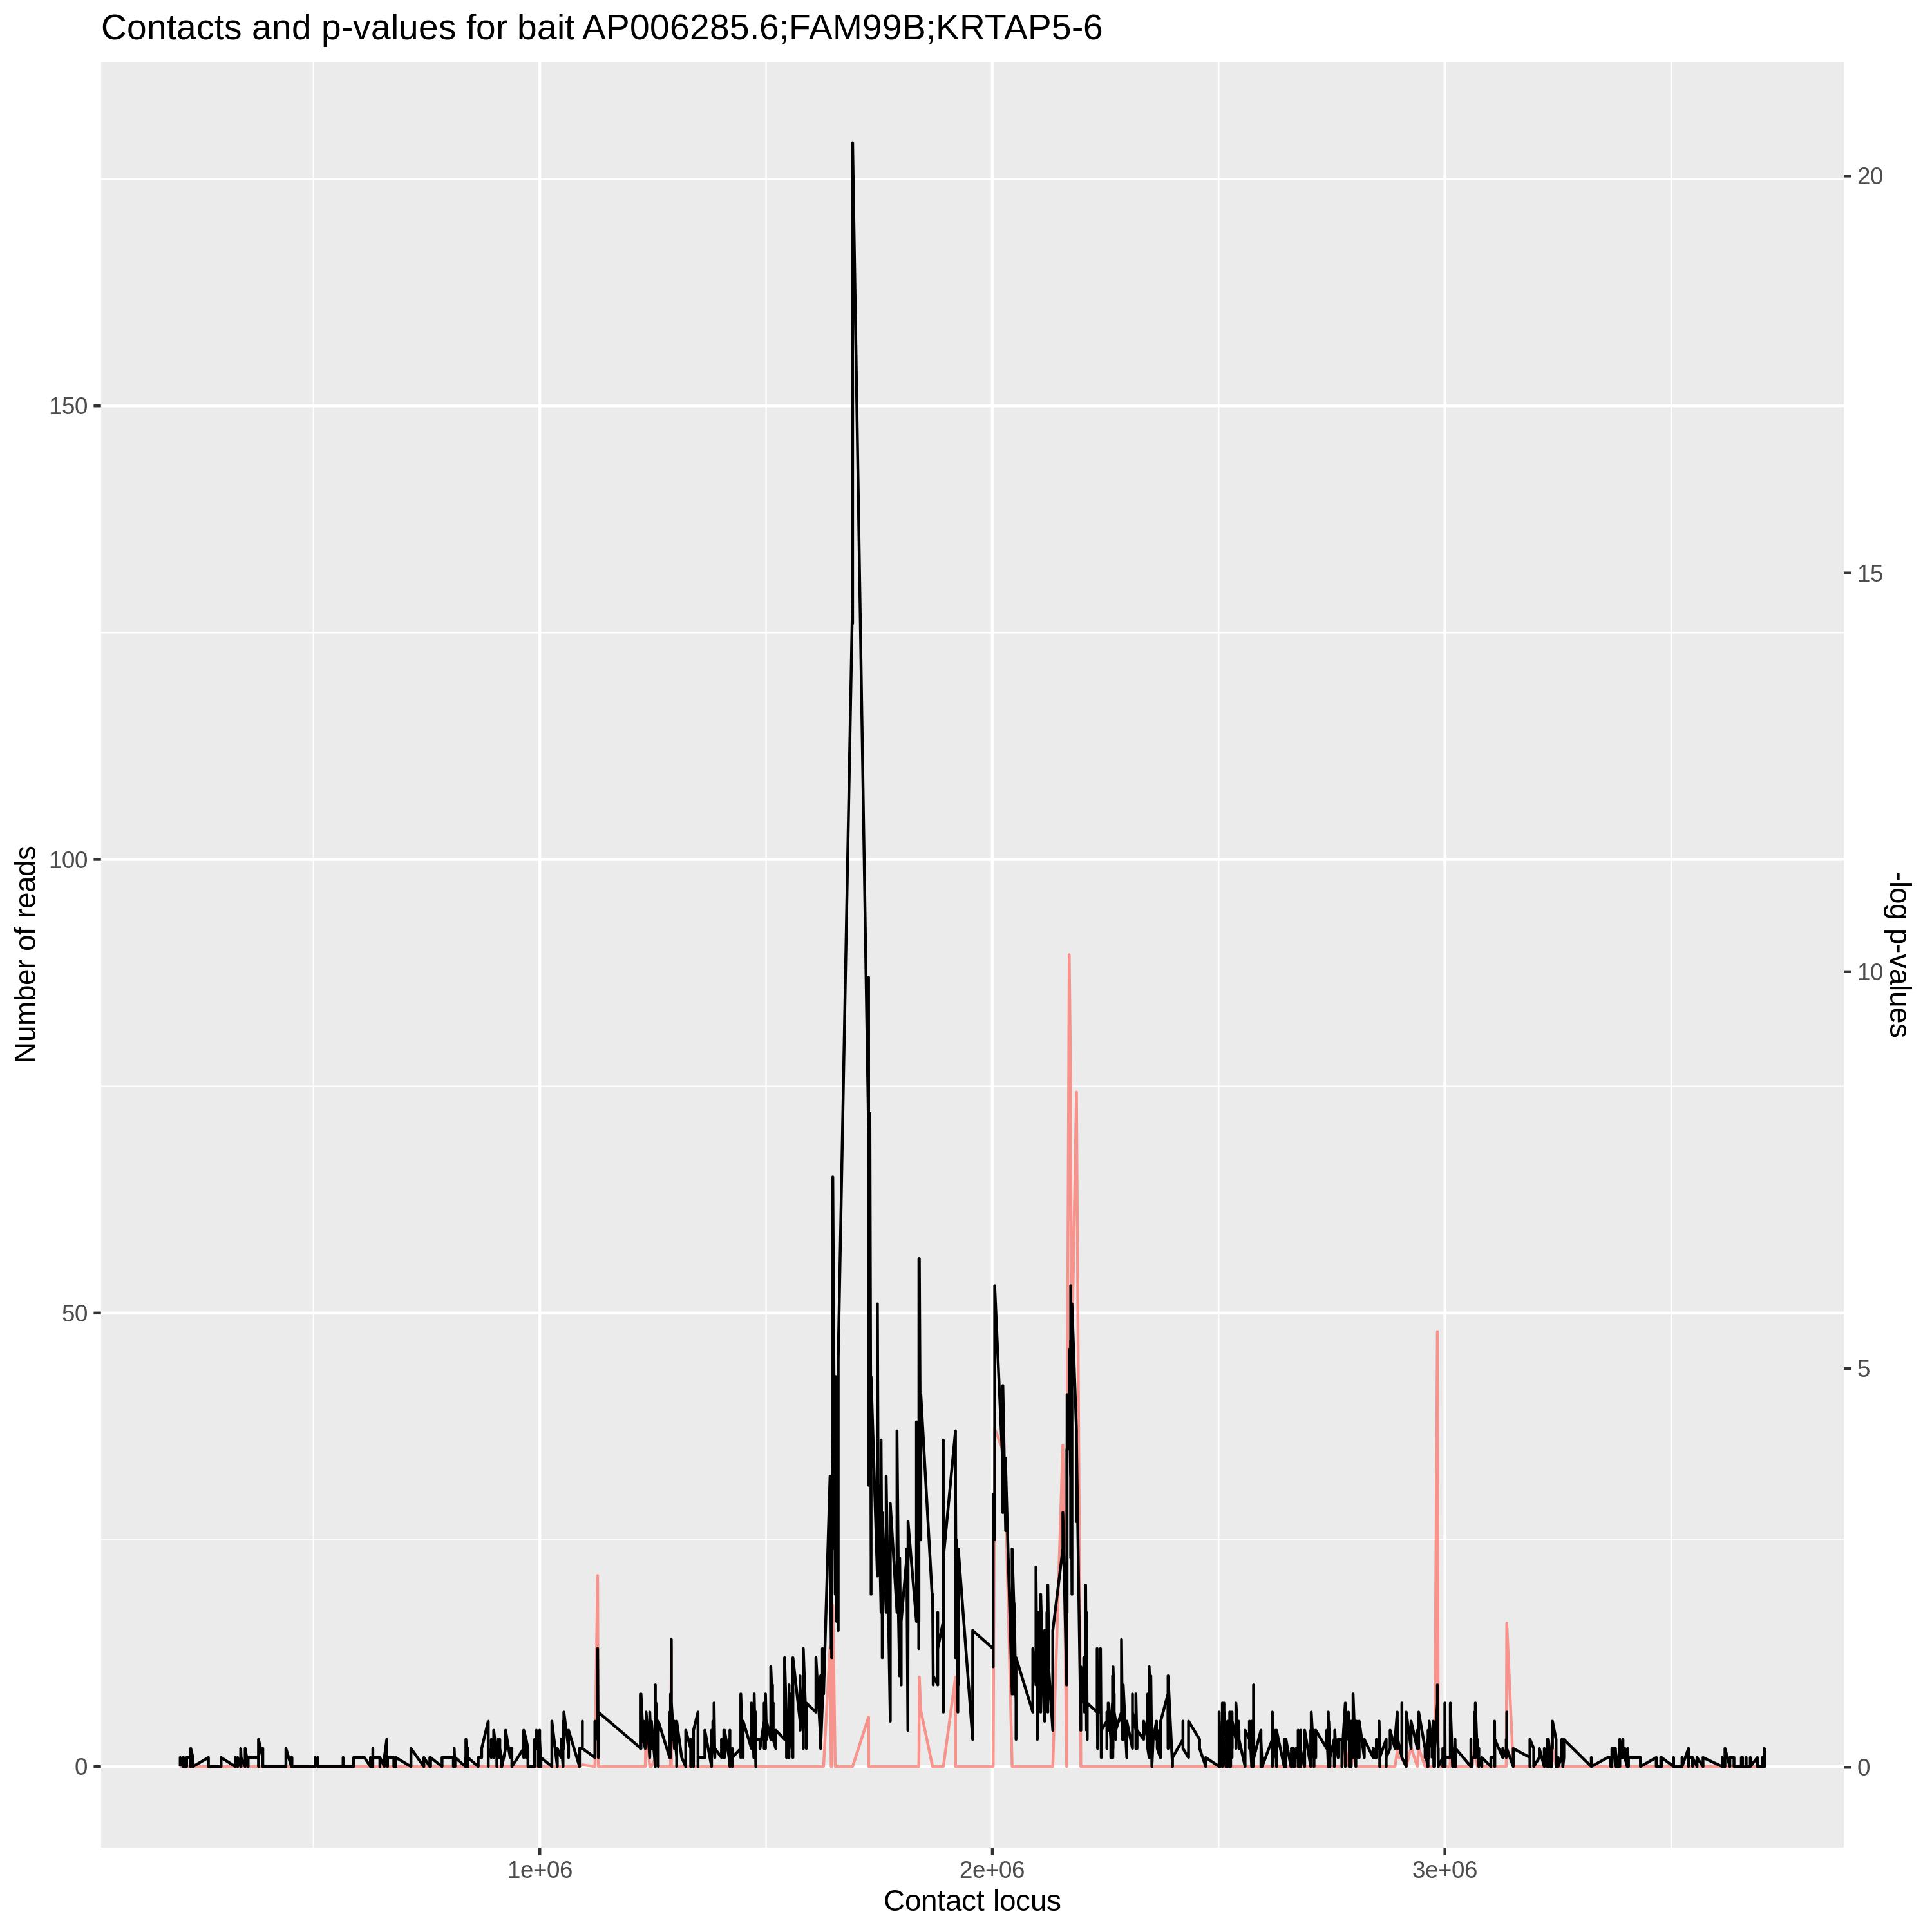 Contacts and p-values for bait AP006285.6;FAM99B;KRTAP5-6
Number of reads
150
100
50
0
20
15
10
5
0
-log p-values
1e+06
2e+06
3e+06
Contact locus